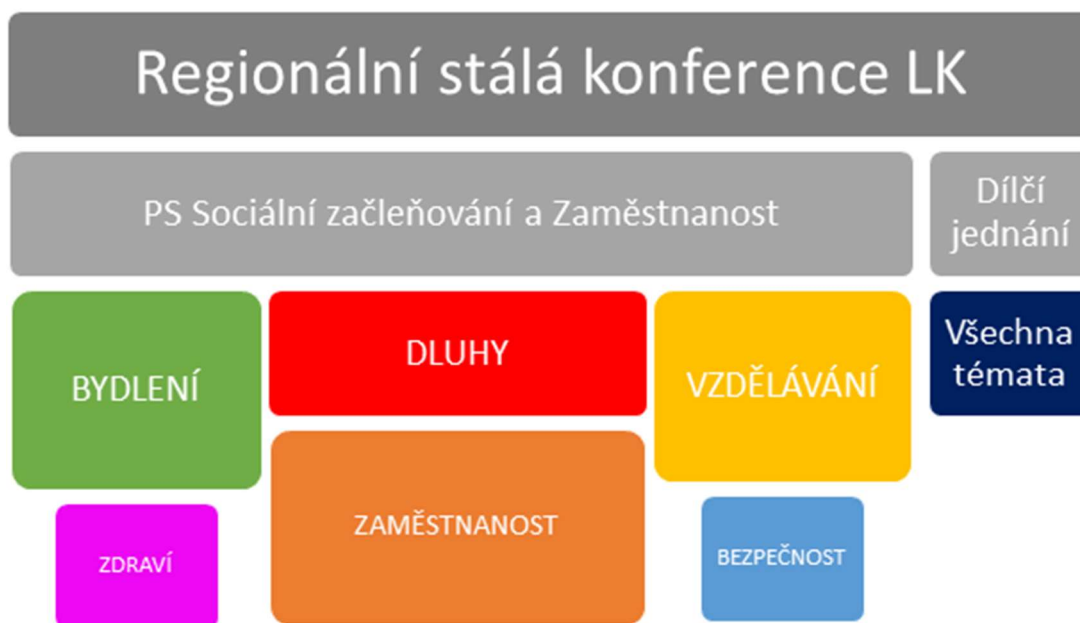 Regionální stálá konference LK
PS Sociální začleňování a Zaměstnanost
Dílčí
jednání
BYDLENÍ
DLUHY
VZDĚLÁVÁNÍ
Všechna
témata
ZDRAVÍ
ZAMĚSTNANOST
BEZPEČNOST